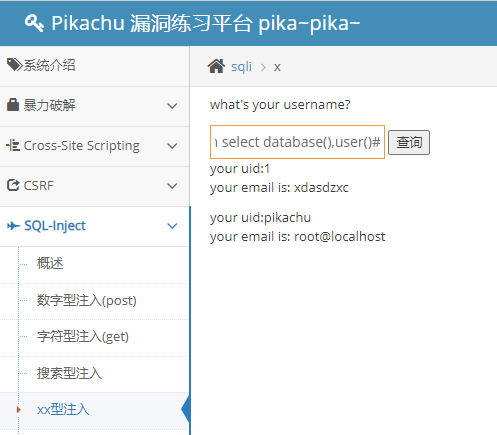 Pikachu 漏洞练习平台 pika~pika~
系统介绍
暴力破解
Cross-Site Scripting
CSRF
SQL-Inject
概述
数字型注入(post)
字符型注入(get)
搜索型注入
xx型注入
sqli > x
what's your username?
select database(),user()# 查询
your uid:1
your email is: xdasdzxc
your uid:pikachu
your email is: root@localhost